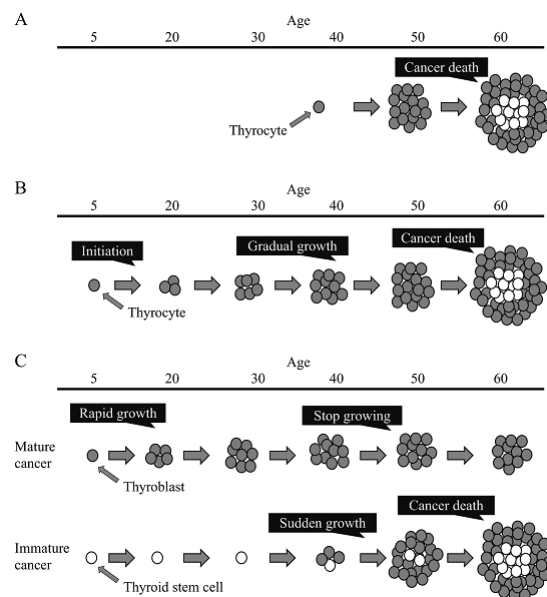 A
Age
5 20 30 40 50 60
Cancer death
Thyrocyte
B
Age
5 20 30 40 50 60
Initiation
Gradual growth
Cancer death
Thyrocyte
C
Age
5 20 30 40 50 60
Rapid growth
Stop growing
Mature
cancer
Thyroblast
Cancer death
Sudden growth
Immature
cancer
Thyroid stem cell